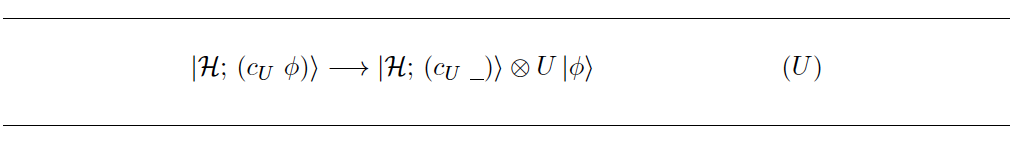 |ℋ; (c_U ϕ)⟩ ⟶ |ℋ; (c_U _)⟩ ⊗ U |ϕ⟩ (U)